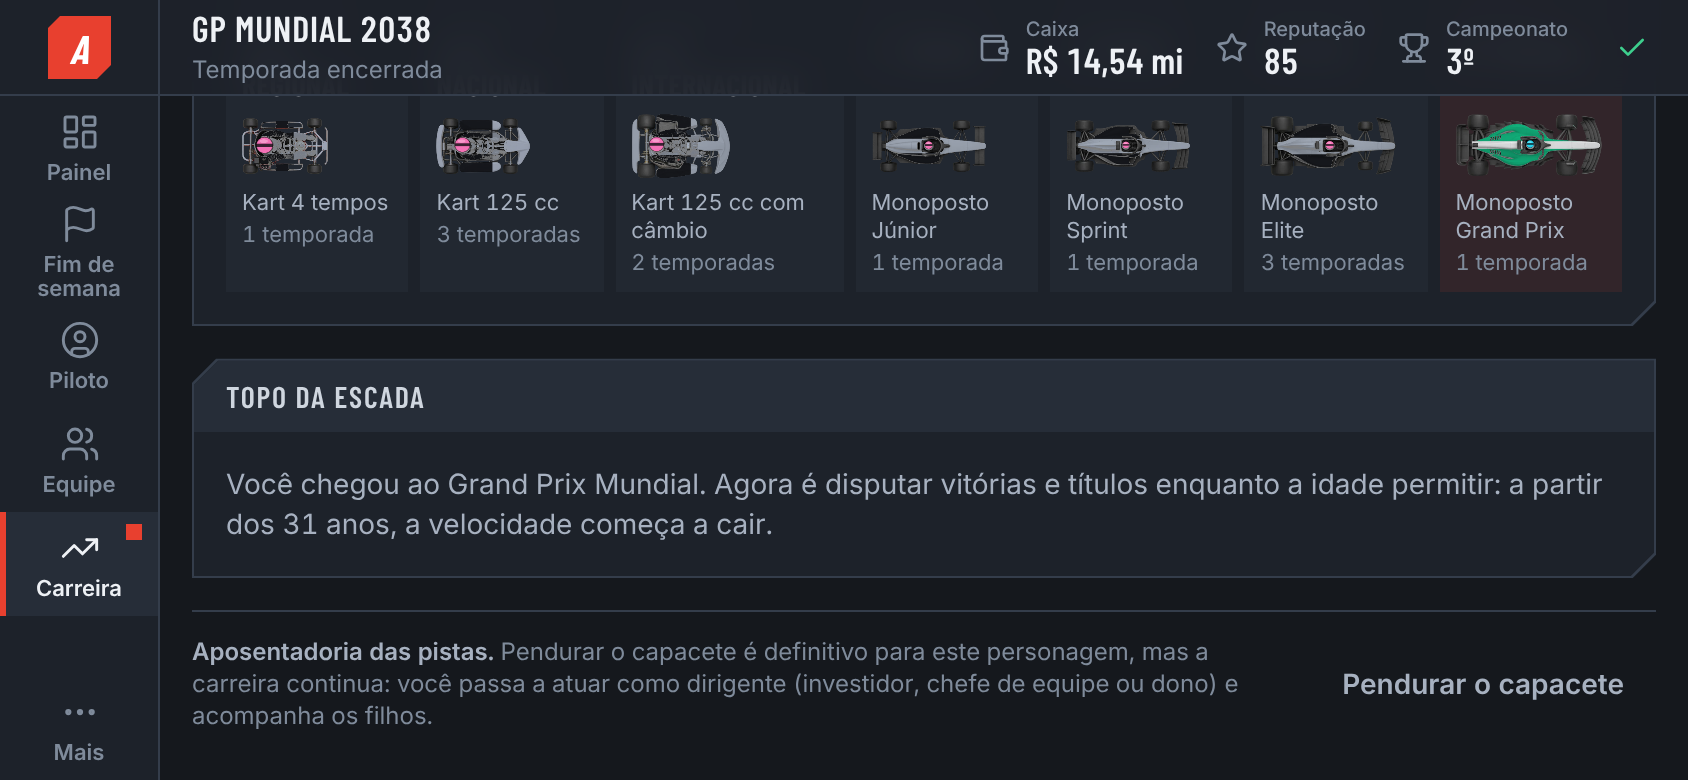 A
GP MUNDIAL 2038
Temporada encerrada
Caixa
R$ 14,54 mi
Reputação
85
Campeonato
3º
Painel
Fim de
semana
Piloto
Equipe
Carreira
Mais
REGIONAL
NACIONAL
INTERNACIONAL
Kart 4 tempos
1 temporada
Kart 125 cc
3 temporadas
Kart 125 cc com
câmbio
2 temporadas
Monoposto
Júnior
1 temporada
Monoposto
Sprint
1 temporada
Monoposto
Elite
3 temporadas
Monoposto
Grand Prix
1 temporada
TOPO DA ESCADA
Você chegou ao Grand Prix Mundial. Agora é disputar vitórias e títulos enquanto a idade permitir: a partir
dos 31 anos, a velocidade começa a cair.
Aposentadoria das pistas. Pendurar o capacete é definitivo para este personagem, mas a
carreira continua: você passa a atuar como dirigente (investidor, chefe de equipe ou dono) e
acompanha os filhos.
Pendurar o capacete